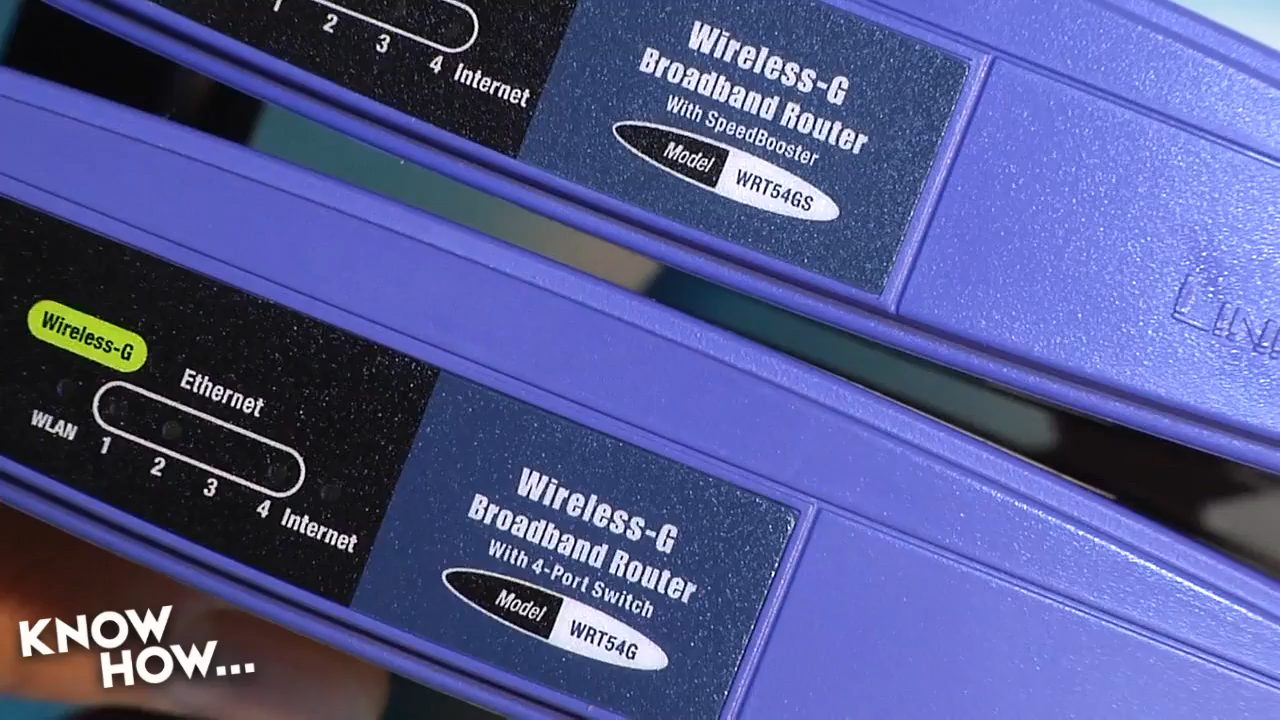 1 2 3 4 Internet
Wireless-G
Broadband Router
With SpeedBooster
Model WRT54GS
Wireless-G
Ethernet
WLAN 1 2 3 4 Internet
Wireless-G
Broadband Router
With 4-Port Switch
Model WRT54G
KNOW
HOW...